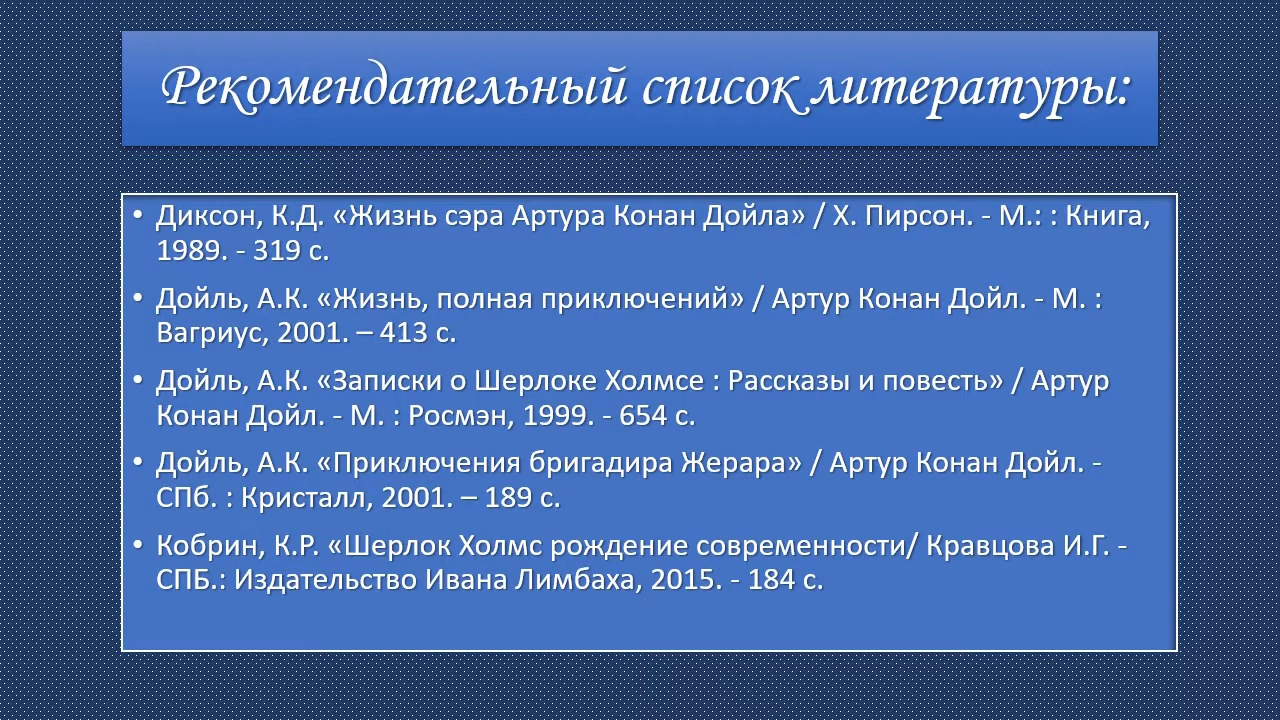 Рекомендательный список литературы:
• Диксон, К.Д. «Жизнь сэра Артура Конан Дойла» / Х. Пирсон. - М.: : Книга,
1989. - 319 с.
• Дойль, А.К. «Жизнь, полная приключений» / Артур Конан Дойл. - М. :
Вагриус, 2001. – 413 с.
• Дойль, А.К. «Записки о Шерлоке Холмсе : Рассказы и повесть» / Артур
Конан Дойл. - М. : Росмэн, 1999. - 654 с.
• Дойль, А.К. «Приключения бригадира Жерара» / Артур Конан Дойл. -
СПб. : Кристалл, 2001. – 189 с.
• Кобрин, К.Р. «Шерлок Холмс рождение современности/ Кравцова И.Г. -
СПБ.: Издательство Ивана Лимбаха, 2015. - 184 с.